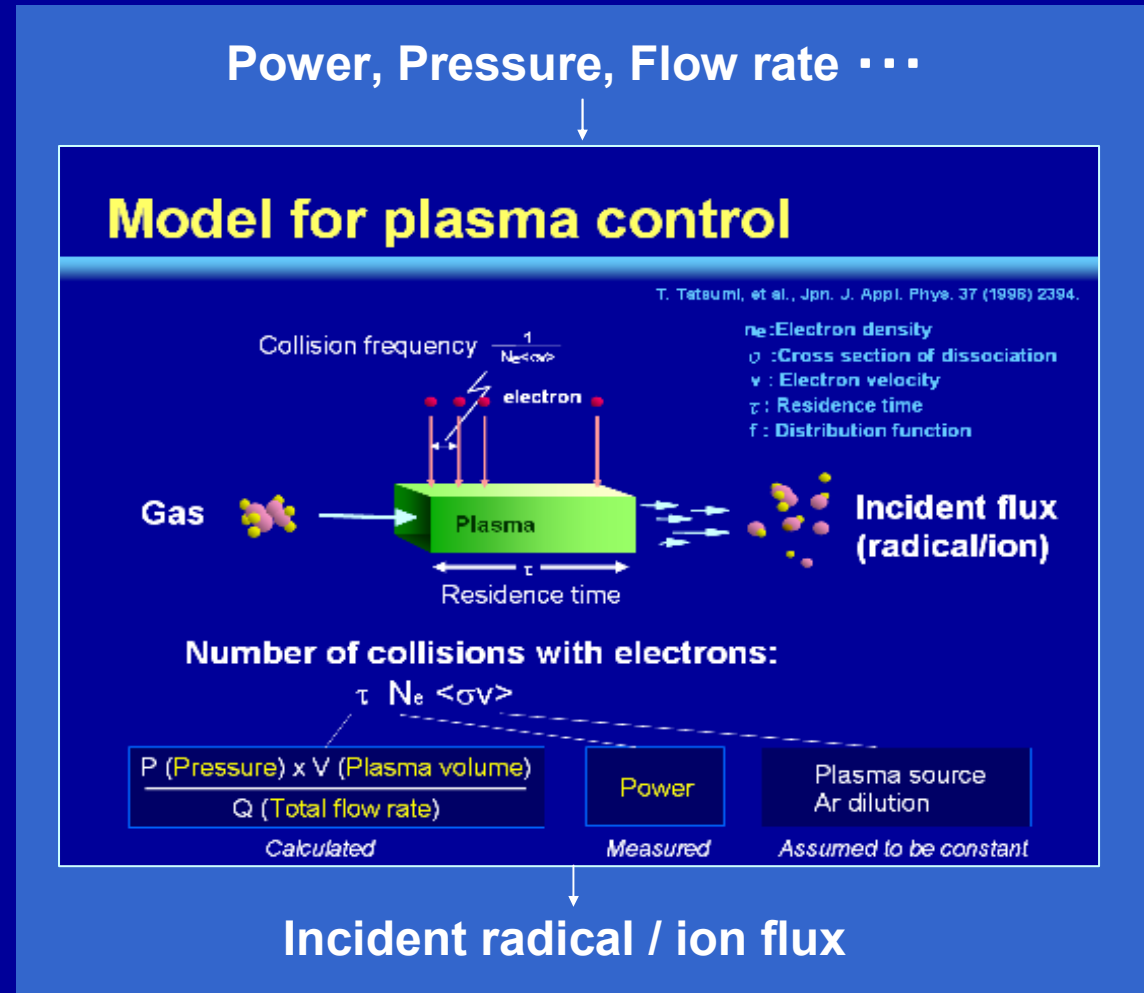 Power, Pressure, Flow rate ･･･
Model for plasma control
T. Tatsumi, et al., Jpn. J. Appl. Phys. 37 (1998) 2394.
Collision frequency 1/Ne<σv>
electron
ne:Electron density
σ :Cross section of dissociation
v : Electron velocity
τ : Residence time
f : Distribution function
Gas
Plasma
Incident flux
(radical/ion)
τ
Residence time
Number of collisions with electrons:
τ Ne <σv>
P (Pressure) x V (Plasma volume)
Q (Total flow rate)
Power
Plasma source
Ar dilution
Calculated
Measured
Assumed to be constant
Incident radical / ion flux